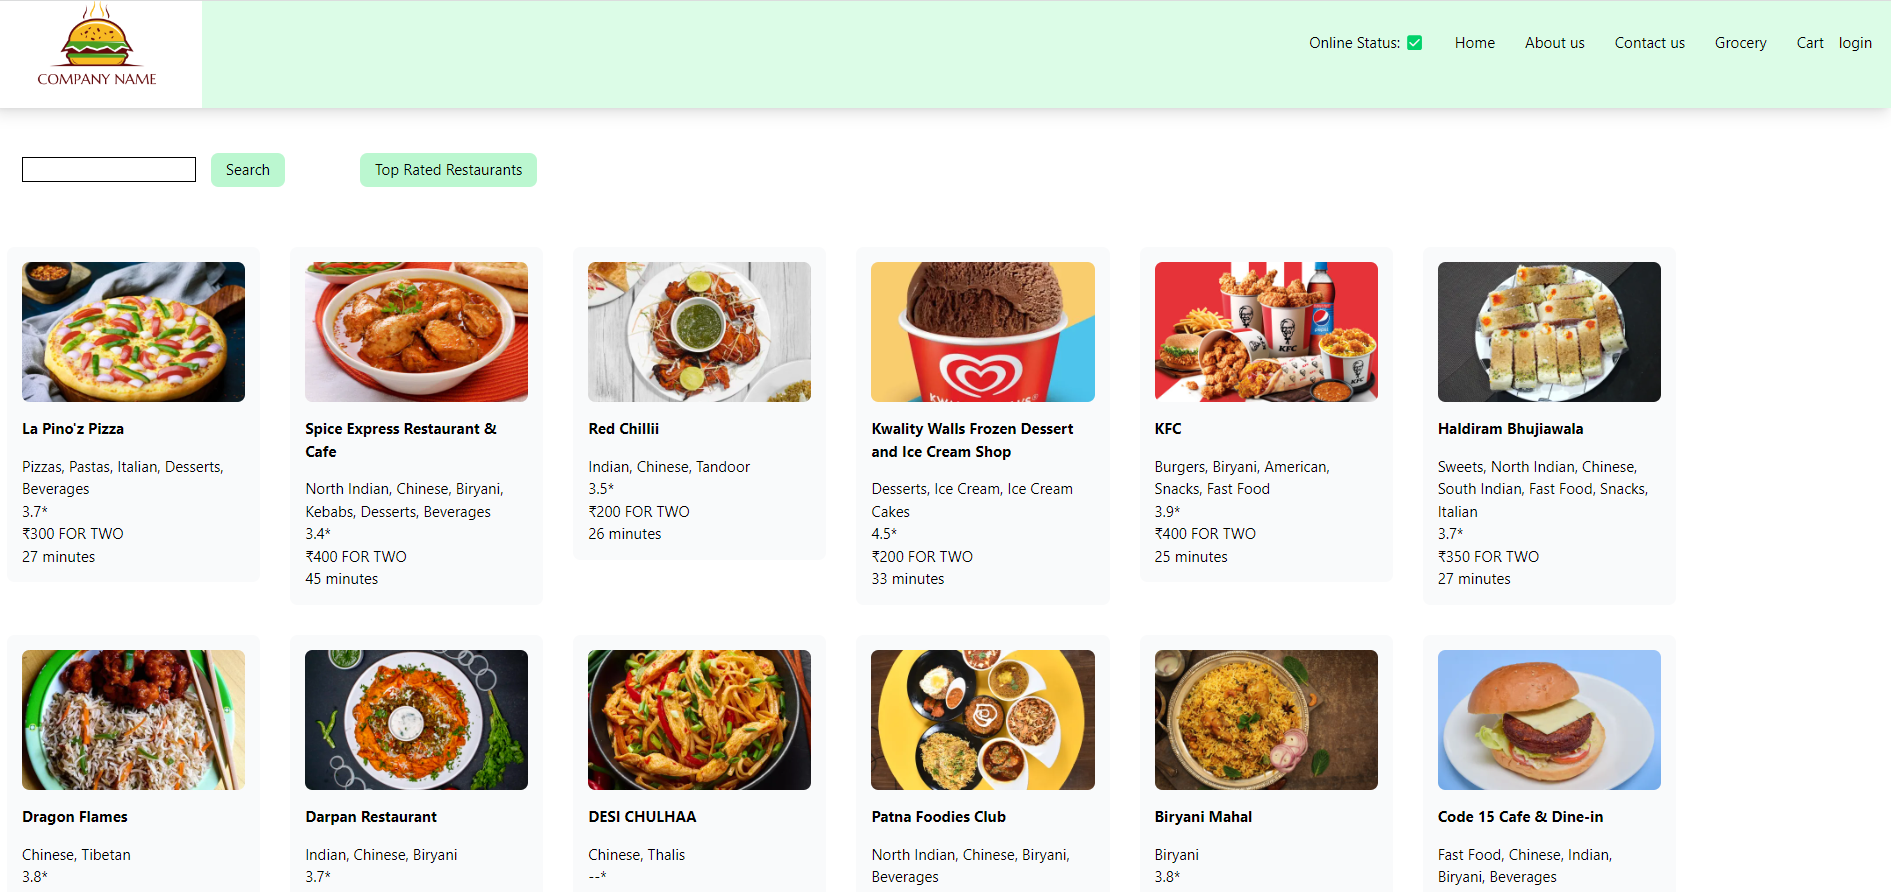 COMPANY NAME
Online Status: ✅ Home About us Contact us Grocery Cart login
Search Top Rated Restaurants
KFC
KFC
pepsi
La Pino'z Pizza
Pizzas, Pastas, Italian, Desserts,
Beverages
3.7*
₹300 FOR TWO
27 minutes
Spice Express Restaurant &
Cafe
North Indian, Chinese, Biryani,
Kebabs, Desserts, Beverages
3.4*
₹400 FOR TWO
45 minutes
Red Chillii
Indian, Chinese, Tandoor
3.5*
₹200 FOR TWO
26 minutes
Kwality Walls Frozen Dessert
and Ice Cream Shop
Desserts, Ice Cream, Ice Cream
Cakes
4.5*
₹200 FOR TWO
33 minutes
KFC
Burgers, Biryani, American,
Snacks, Fast Food
3.9*
₹400 FOR TWO
25 minutes
Haldiram Bhujiawala
Sweets, North Indian, Chinese,
South Indian, Fast Food, Snacks,
Italian
3.7*
₹350 FOR TWO
27 minutes
Dragon Flames
Chinese, Tibetan
3.8*
Darpan Restaurant
Indian, Chinese, Biryani
3.7*
DESI CHULHAA
Chinese, Thalis
--*
Patna Foodies Club
North Indian, Chinese, Biryani,
Beverages
Biryani Mahal
Biryani
3.8*
Code 15 Cafe & Dine-in
Fast Food, Chinese, Indian,
Biryani, Beverages